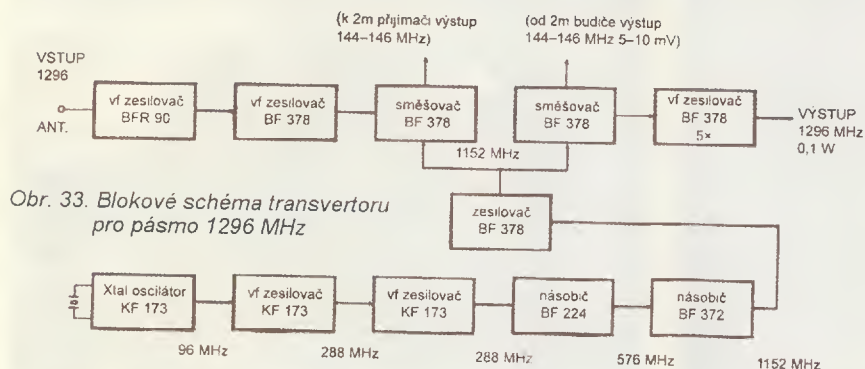 (k 2m přijímači výstup
144–146 MHz)
(od 2m budiče výstup
144–146 MHz 5–10 mV)
VSTUP
1296
ANT.
vf zesilovač
BFR 90
vf zesilovač
BF 378
směšovač
BF 378
směšovač
BF 378
vf zesilovač
BF 378
5×
VÝSTUP
1296 MHz
0,1 W
1152 MHz
zesilovač
BF 378
Obr. 33. Blokové schéma transvertoru
pro pásmo 1296 MHz
Xtal oscilátor
KF 173
vf zesilovač
KF 173
vf zesilovač
KF 173
násobič
BF 224
násobič
BF 372
96 MHz
288 MHz
288 MHz
576 MHz
1152 MHz